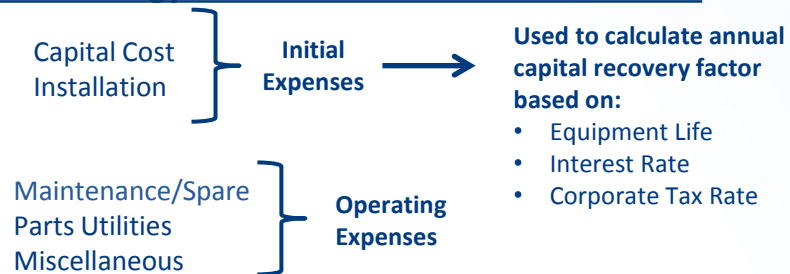 Capital Cost
Installation
Initial
Expenses
Used to calculate annual
capital recovery factor
based on:
• Equipment Life
• Interest Rate
• Corporate Tax Rate
Maintenance/Spare
Parts Utilities
Miscellaneous
Operating
Expenses